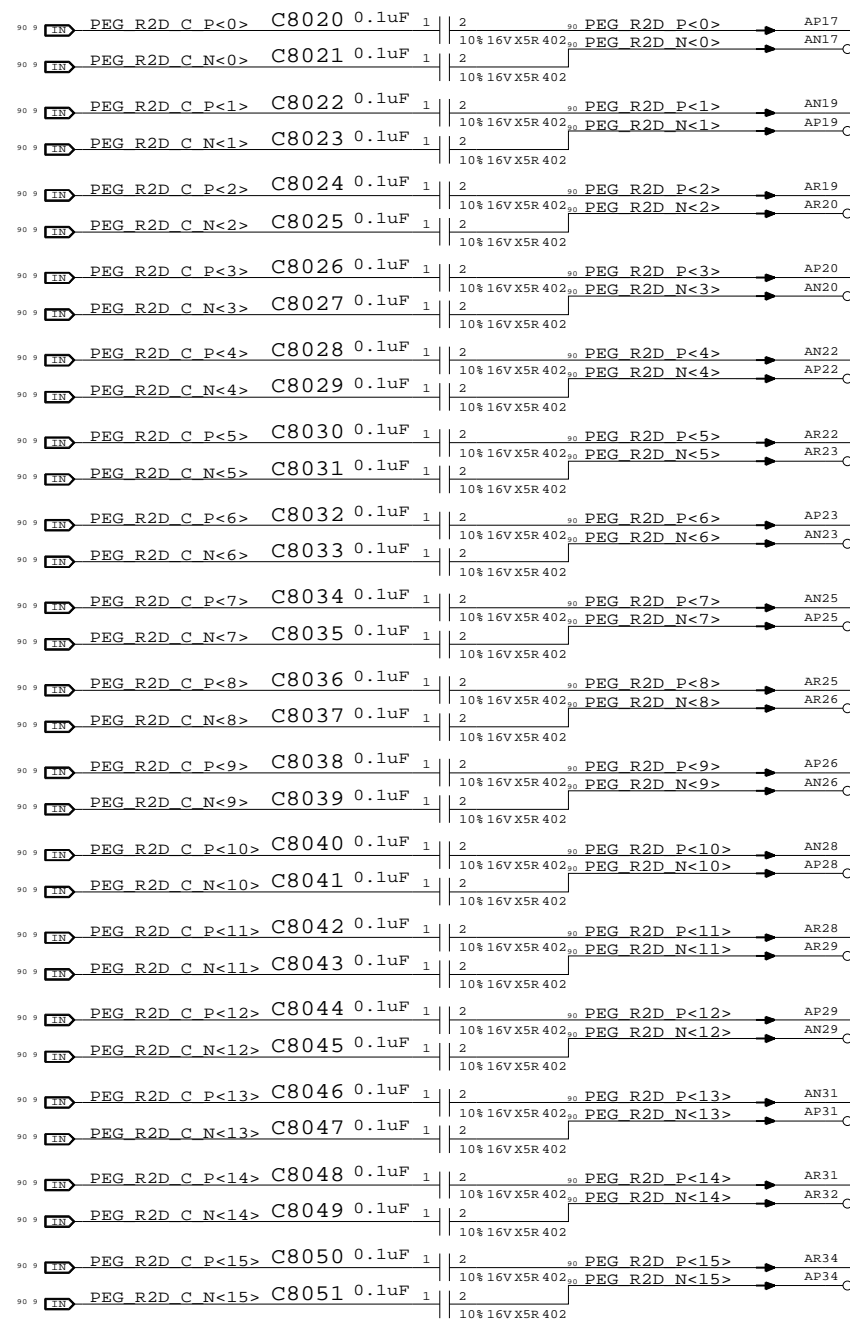 90 9 IN PEG_R2D_C_P<0> C8020 0.1uF 1 2 10% 16V X5R 402 90 PEG_R2D_P<0> AP17
90 9 IN PEG_R2D_C_N<0> C8021 0.1uF 1 2 10% 16V X5R 402 90 PEG_R2D_N<0> AN17
90 9 IN PEG_R2D_C_P<1> C8022 0.1uF 1 2 10% 16V X5R 402 90 PEG_R2D_P<1> AN19
90 9 IN PEG_R2D_C_N<1> C8023 0.1uF 1 2 10% 16V X5R 402 90 PEG_R2D_N<1> AP19
90 9 IN PEG_R2D_C_P<2> C8024 0.1uF 1 2 10% 16V X5R 402 90 PEG_R2D_P<2> AR19
90 9 IN PEG_R2D_C_N<2> C8025 0.1uF 1 2 10% 16V X5R 402 90 PEG_R2D_N<2> AR20
90 9 IN PEG_R2D_C_P<3> C8026 0.1uF 1 2 10% 16V X5R 402 90 PEG_R2D_P<3> AP20
90 9 IN PEG_R2D_C_N<3> C8027 0.1uF 1 2 10% 16V X5R 402 90 PEG_R2D_N<3> AN20
90 9 IN PEG_R2D_C_P<4> C8028 0.1uF 1 2 10% 16V X5R 402 90 PEG_R2D_P<4> AN22
90 9 IN PEG_R2D_C_N<4> C8029 0.1uF 1 2 10% 16V X5R 402 90 PEG_R2D_N<4> AP22
90 9 IN PEG_R2D_C_P<5> C8030 0.1uF 1 2 10% 16V X5R 402 90 PEG_R2D_P<5> AR22
90 9 IN PEG_R2D_C_N<5> C8031 0.1uF 1 2 10% 16V X5R 402 90 PEG_R2D_N<5> AR23
90 9 IN PEG_R2D_C_P<6> C8032 0.1uF 1 2 10% 16V X5R 402 90 PEG_R2D_P<6> AP23
90 9 IN PEG_R2D_C_N<6> C8033 0.1uF 1 2 10% 16V X5R 402 90 PEG_R2D_N<6> AN23
90 9 IN PEG_R2D_C_P<7> C8034 0.1uF 1 2 10% 16V X5R 402 90 PEG_R2D_P<7> AN25
90 9 IN PEG_R2D_C_N<7> C8035 0.1uF 1 2 10% 16V X5R 402 90 PEG_R2D_N<7> AP25
90 9 IN PEG_R2D_C_P<8> C8036 0.1uF 1 2 10% 16V X5R 402 90 PEG_R2D_P<8> AR25
90 9 IN PEG_R2D_C_N<8> C8037 0.1uF 1 2 10% 16V X5R 402 90 PEG_R2D_N<8> AR26
90 9 IN PEG_R2D_C_P<9> C8038 0.1uF 1 2 10% 16V X5R 402 90 PEG_R2D_P<9> AP26
90 9 IN PEG_R2D_C_N<9> C8039 0.1uF 1 2 10% 16V X5R 402 90 PEG_R2D_N<9> AN26
90 9 IN PEG_R2D_C_P<10> C8040 0.1uF 1 2 10% 16V X5R 402 90 PEG_R2D_P<10> AN28
90 9 IN PEG_R2D_C_N<10> C8041 0.1uF 1 2 10% 16V X5R 402 90 PEG_R2D_N<10> AP28
90 9 IN PEG_R2D_C_P<11> C8042 0.1uF 1 2 10% 16V X5R 402 90 PEG_R2D_P<11> AR28
90 9 IN PEG_R2D_C_N<11> C8043 0.1uF 1 2 10% 16V X5R 402 90 PEG_R2D_N<11> AR29
90 9 IN PEG_R2D_C_P<12> C8044 0.1uF 1 2 10% 16V X5R 402 90 PEG_R2D_P<12> AP29
90 9 IN PEG_R2D_C_N<12> C8045 0.1uF 1 2 10% 16V X5R 402 90 PEG_R2D_N<12> AN29
90 9 IN PEG_R2D_C_P<13> C8046 0.1uF 1 2 10% 16V X5R 402 90 PEG_R2D_P<13> AN31
90 9 IN PEG_R2D_C_N<13> C8047 0.1uF 1 2 10% 16V X5R 402 90 PEG_R2D_N<13> AP31
90 9 IN PEG_R2D_C_P<14> C8048 0.1uF 1 2 10% 16V X5R 402 90 PEG_R2D_P<14> AR31
90 9 IN PEG_R2D_C_N<14> C8049 0.1uF 1 2 10% 16V X5R 402 90 PEG_R2D_N<14> AR32
90 9 IN PEG_R2D_C_P<15> C8050 0.1uF 1 2 10% 16V X5R 402 90 PEG_R2D_P<15> AR34
90 9 IN PEG_R2D_C_N<15> C8051 0.1uF 1 2 10% 16V X5R 402 90 PEG_R2D_N<15> AP34